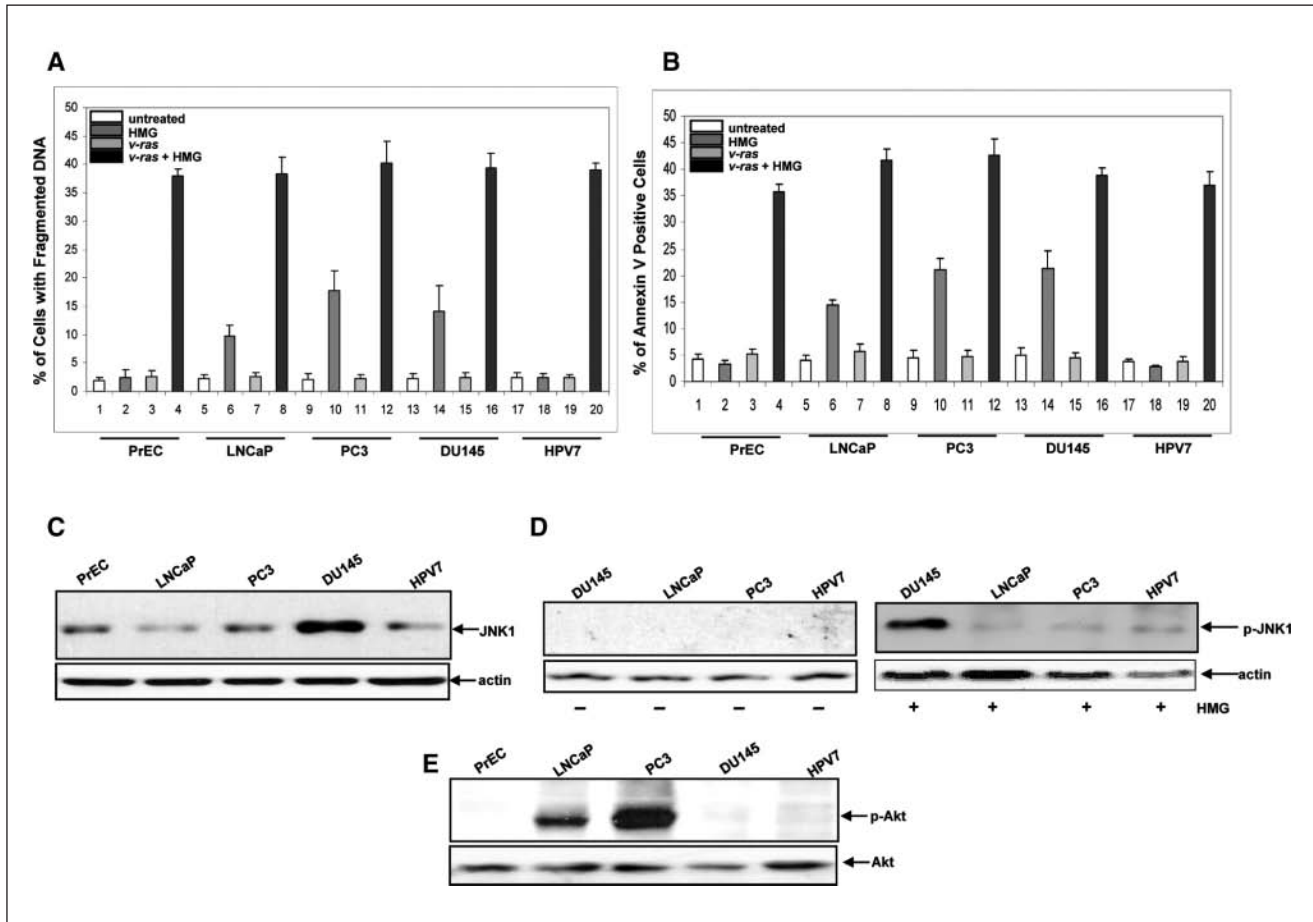 A
% of Cells with Fragmented DNA
50
45
40
35
30
25
20
15
10
5
0
untreated
HMG
v-ras
v-ras + HMG
1 2 3 4 5 6 7 8 9 10 11 12 13 14 15 16 17 18 19 20
PrEC LNCaP PC3 DU145 HPV7
B
% of Annexin V Positive Cells
50
45
40
35
30
25
20
15
10
5
0
untreated
HMG
v-ras
v-ras + HMG
1 2 3 4 5 6 7 8 9 10 11 12 13 14 15 16 17 18 19 20
PrEC LNCaP PC3 DU145 HPV7
C
PrEC LNCaP PC3 DU145 HPV7
JNK1
actin
D
DU145 LNCaP PC3 HPV7
– – – –
DU145 LNCaP PC3 HPV7
p-JNK1
actin
+ + + + HMG
E
PrEC LNCaP PC3 DU145 HPV7
p-Akt
Akt